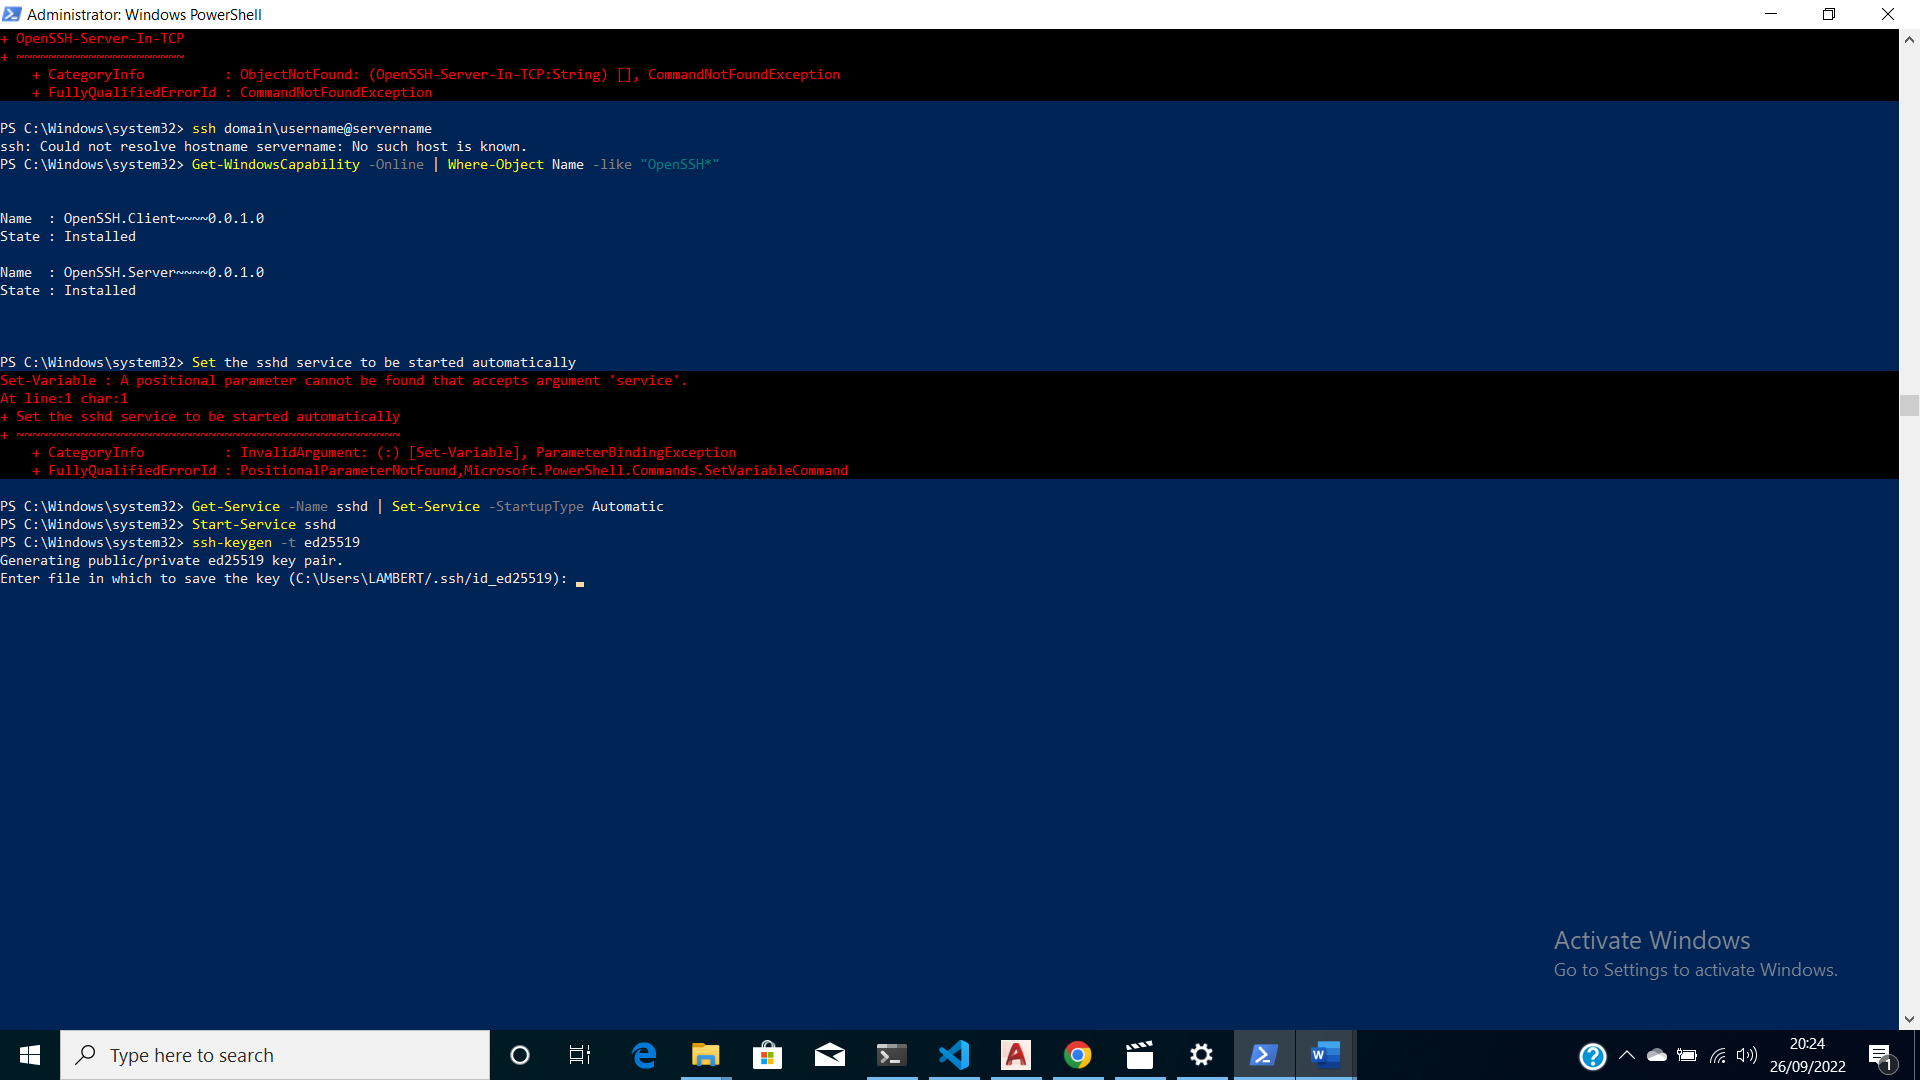 Administrator: Windows PowerShell
+ OpenSSH-Server-In-TCP
+ ~~~~~~~~~~~~~~~~~~~~~
    + CategoryInfo          : ObjectNotFound: (OpenSSH-Server-In-TCP:String) [], CommandNotFoundException
    + FullyQualifiedErrorId : CommandNotFoundException
PS C:\Windows\system32> ssh domain\username@servername
ssh: Could not resolve hostname servername: No such host is known.
PS C:\Windows\system32> Get-WindowsCapability -Online | Where-Object Name -like "OpenSSH*"
Name  : OpenSSH.Client~~~~0.0.1.0
State : Installed
Name  : OpenSSH.Server~~~~0.0.1.0
State : Installed
PS C:\Windows\system32> Set the sshd service to be started automatically
Set-Variable : A positional parameter cannot be found that accepts argument 'service'.
At line:1 char:1
+ Set the sshd service to be started automatically
+ ~~~~~~~~~~~~~~~~~~~~~~~~~~~~~~~~~~~~~~~~~~~~~~~~
    + CategoryInfo          : InvalidArgument: (:) [Set-Variable], ParameterBindingException
    + FullyQualifiedErrorId : PositionalParameterNotFound,Microsoft.PowerShell.Commands.SetVariableCommand
PS C:\Windows\system32> Get-Service -Name sshd | Set-Service -StartupType Automatic
PS C:\Windows\system32> Start-Service sshd
PS C:\Windows\system32> ssh-keygen -t ed25519
Generating public/private ed25519 key pair.
Enter file in which to save the key (C:\Users\LAMBERT/.ssh/id_ed25519):
Activate Windows
Go to Settings to activate Windows.
Type here to search
20:24
26/09/2022
1